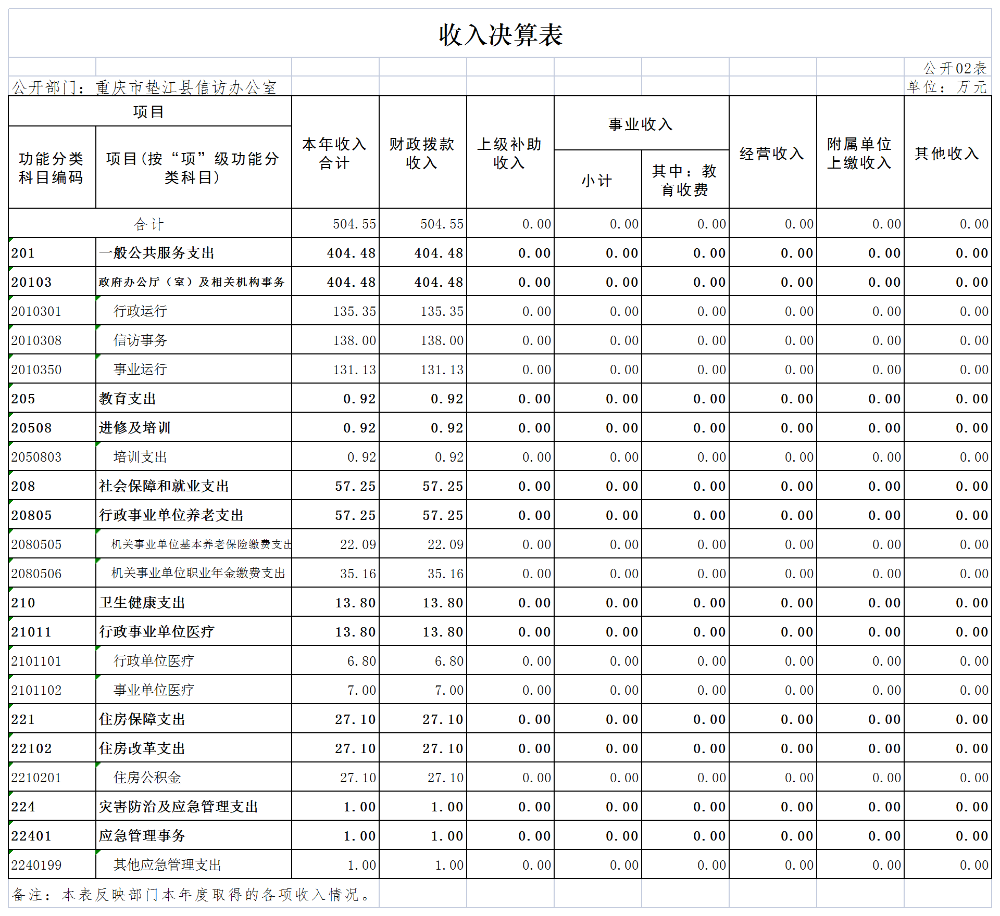 收入决算表
公开02表
公开部门：重庆市垫江县信访办公室 单位：万元
项目 本年收入合计 财政拨款收入 上级补助收入 事业收入 经营收入 附属单位上缴收入 其他收入
功能分类科目编码 项目(按“项”级功能分类科目) 小计 其中：教育收费
合计 504.55 504.55 0.00 0.00 0.00 0.00 0.00 0.00
201 一般公共服务支出 404.48 404.48 0.00 0.00 0.00 0.00 0.00 0.00
20103 政府办公厅（室）及相关机构事务 404.48 404.48 0.00 0.00 0.00 0.00 0.00 0.00
2010301 行政运行 135.35 135.35 0.00 0.00 0.00 0.00 0.00 0.00
2010308 信访事务 138.00 138.00 0.00 0.00 0.00 0.00 0.00 0.00
2010350 事业运行 131.13 131.13 0.00 0.00 0.00 0.00 0.00 0.00
205 教育支出 0.92 0.92 0.00 0.00 0.00 0.00 0.00 0.00
20508 进修及培训 0.92 0.92 0.00 0.00 0.00 0.00 0.00 0.00
2050803 培训支出 0.92 0.92 0.00 0.00 0.00 0.00 0.00 0.00
208 社会保障和就业支出 57.25 57.25 0.00 0.00 0.00 0.00 0.00 0.00
20805 行政事业单位养老支出 57.25 57.25 0.00 0.00 0.00 0.00 0.00 0.00
2080505 机关事业单位基本养老保险缴费支出 22.09 22.09 0.00 0.00 0.00 0.00 0.00 0.00
2080506 机关事业单位职业年金缴费支出 35.16 35.16 0.00 0.00 0.00 0.00 0.00 0.00
210 卫生健康支出 13.80 13.80 0.00 0.00 0.00 0.00 0.00 0.00
21011 行政事业单位医疗 13.80 13.80 0.00 0.00 0.00 0.00 0.00 0.00
2101101 行政单位医疗 6.80 6.80 0.00 0.00 0.00 0.00 0.00 0.00
2101102 事业单位医疗 7.00 7.00 0.00 0.00 0.00 0.00 0.00 0.00
221 住房保障支出 27.10 27.10 0.00 0.00 0.00 0.00 0.00 0.00
22102 住房改革支出 27.10 27.10 0.00 0.00 0.00 0.00 0.00 0.00
2210201 住房公积金 27.10 27.10 0.00 0.00 0.00 0.00 0.00 0.00
224 灾害防治及应急管理支出 1.00 1.00 0.00 0.00 0.00 0.00 0.00 0.00
22401 应急管理事务 1.00 1.00 0.00 0.00 0.00 0.00 0.00 0.00
2240199 其他应急管理支出 1.00 1.00 0.00 0.00 0.00 0.00 0.00 0.00
备注：本表反映部门本年度取得的各项收入情况。